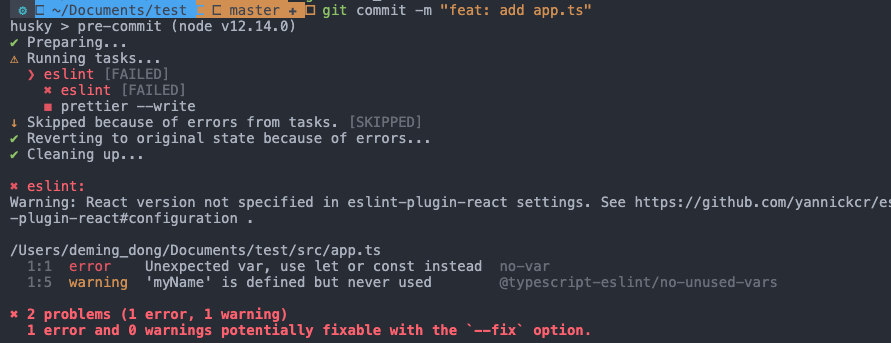 ~/Documents/test master + git commit -m "feat: add app.ts"
husky > pre-commit (node v12.14.0)
✔ Preparing...
⚠ Running tasks...
❯ eslint [FAILED]
✖ eslint [FAILED]
■ prettier --write
↓ Skipped because of errors from tasks. [SKIPPED]
✔ Reverting to original state because of errors...
✔ Cleaning up...
✖ eslint:
Warning: React version not specified in eslint-plugin-react settings. See https://github.com/yannickcr/es
-plugin-react#configuration .
/Users/deming_dong/Documents/test/src/app.ts
1:1 error Unexpected var, use let or const instead no-var
1:5 warning 'myName' is defined but never used @typescript-eslint/no-unused-vars
✖ 2 problems (1 error, 1 warning)
1 error and 0 warnings potentially fixable with the `--fix` option.